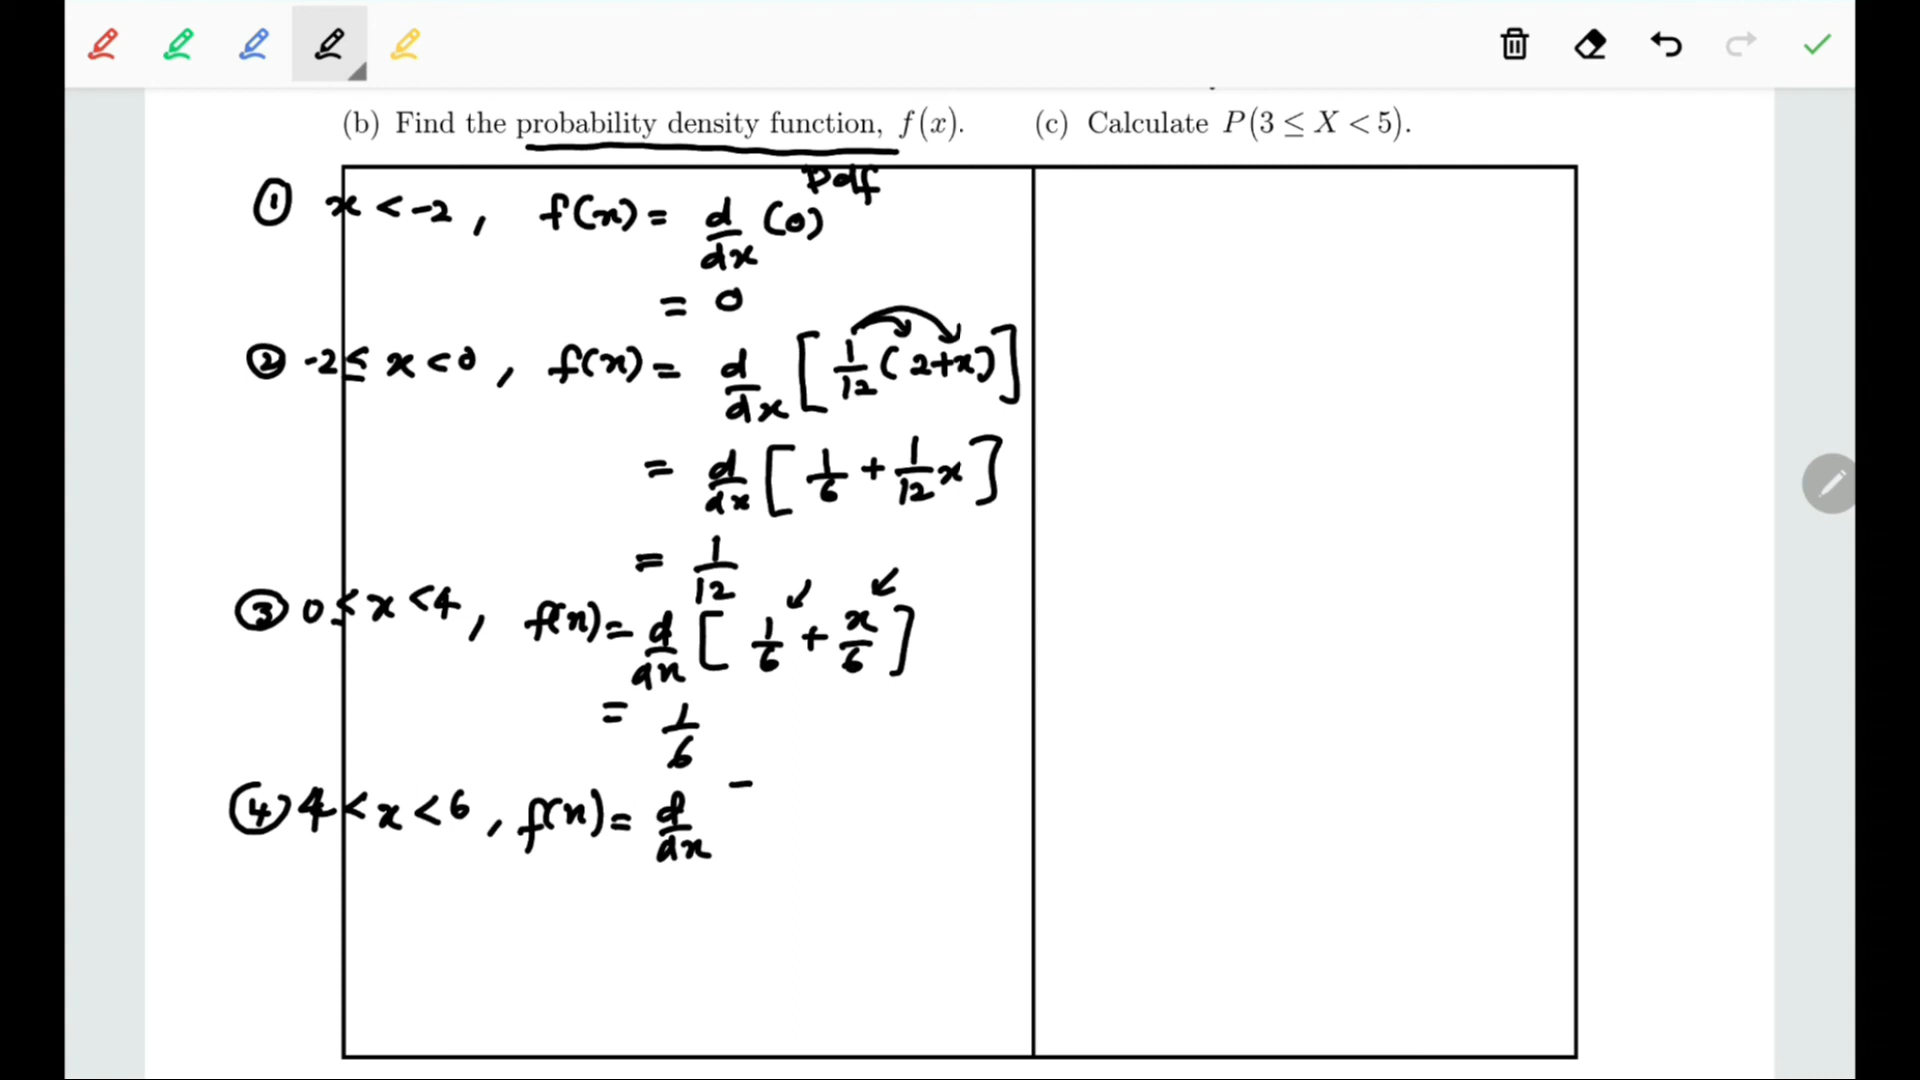 (b) Find the probability density function, f(x).
(c) Calculate P(3 ≤ X < 5).
pdf
① x < -2, f(x) = d/dx (0)
= 0
② -2 ≤ x < 0, f(x) = d/dx [1/12 (2+x)]
= d/dx [1/6 + 1/12 x]
= 1/12
③ 0 ≤ x < 4, f(x) = d/dx [1/6 + x/6]
= 1/6
④ 4 < x < 6, f(x) = d/dx